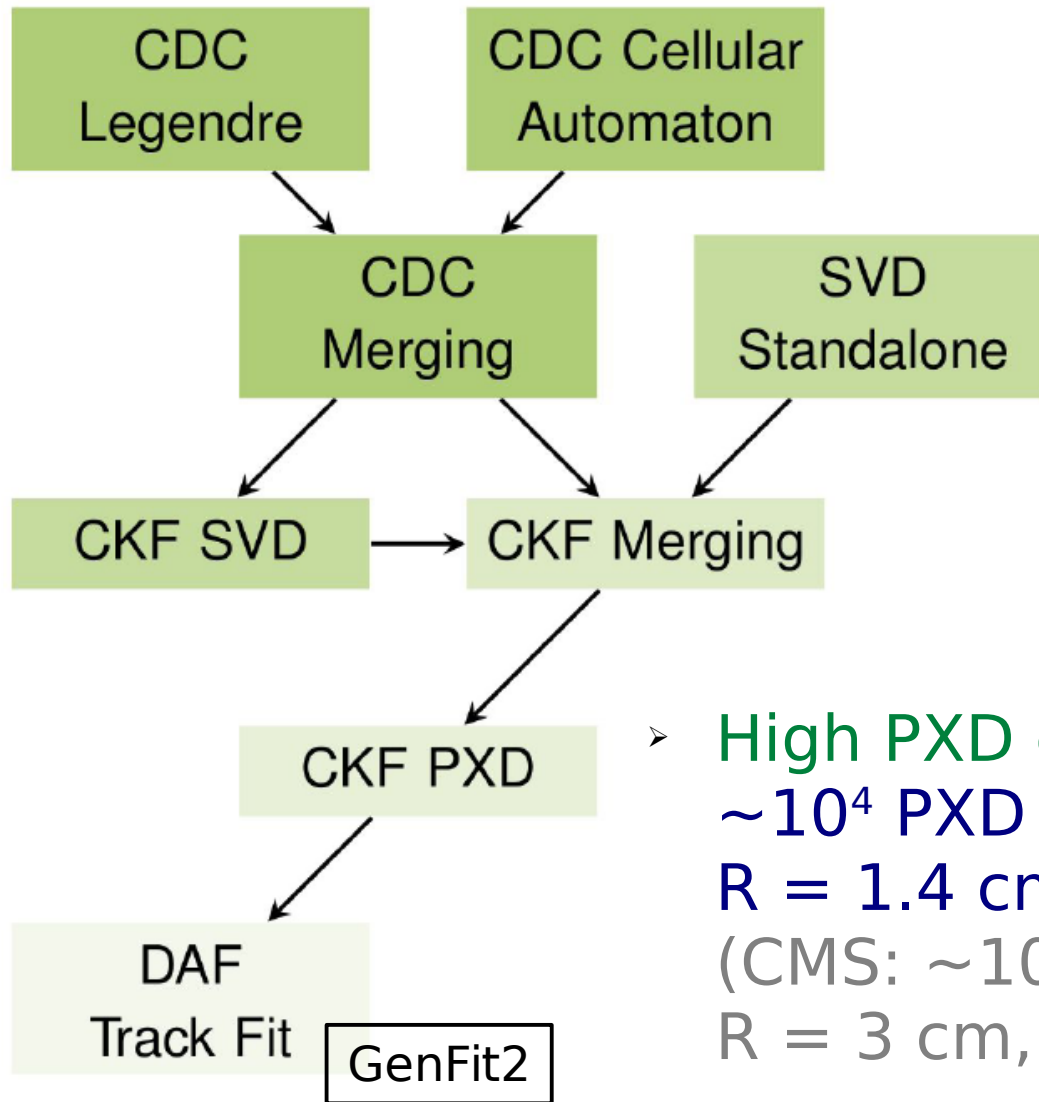 CDC
Legendre
CDC Cellular
Automaton
CDC
Merging
SVD
Standalone
CKF SVD
CKF Merging
CKF PXD
DAF
Track Fit
GenFit2
➢ High PXD
~10⁴ PXD
R = 1.4 cm
(CMS: ~10
R = 3 cm,